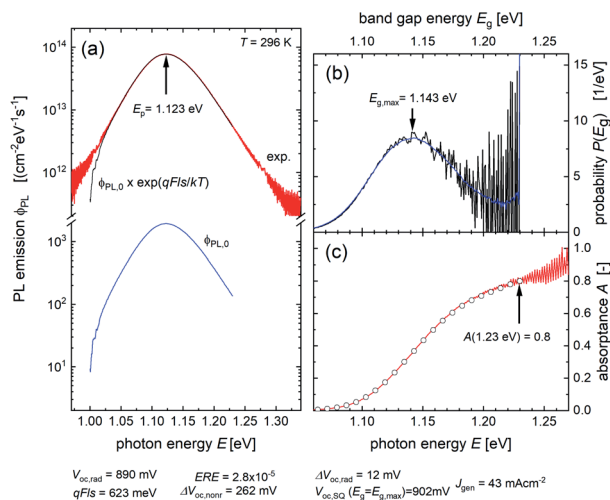 band gap energy E_g [eV]
1.11 1.14 1.17 1.20 1.23
(a)
T = 296 K
10^14
10^13
10^12
E_p = 1.123 eV
exp.
ϕ_PL,0 x exp(qFls/kT)
PL emission ϕ_PL [(cm⁻²eV⁻¹s⁻¹]
ϕ_PL,0
10^3
10^2
10^1
1.00 1.05 1.10 1.15 1.20 1.25 1.30
photon energy E [eV]
(b)
E_g,max = 1.143 eV
15
10
5
0
probability P(E_g) [1/eV]
(c)
A(1.23 eV) = 0.8
1.0
0.8
0.6
0.4
0.2
0.0
absorptance A [-]
1.10 1.15 1.20 1.25
photon energy E [eV]
V_oc,rad = 890 mV
qFls = 623 meV
ERE = 2.8x10^-5
ΔV_oc,nonr = 262 mV
ΔV_oc,rad = 12 mV
V_oc,SQ (E_g=E_g,max)=902mV
J_gen = 43 mAcm⁻²